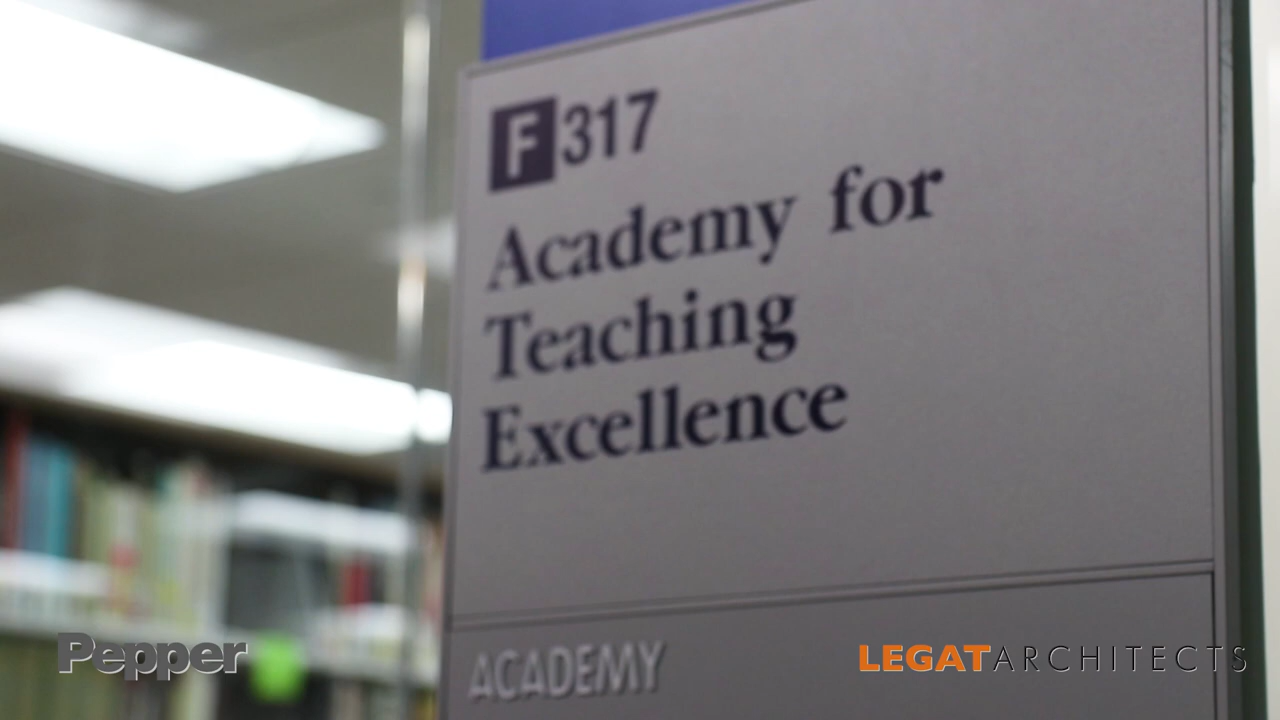 F 317
Academy for
Teaching
Excellence
ACADEMY
Pepper
LEGATARCHITECTS